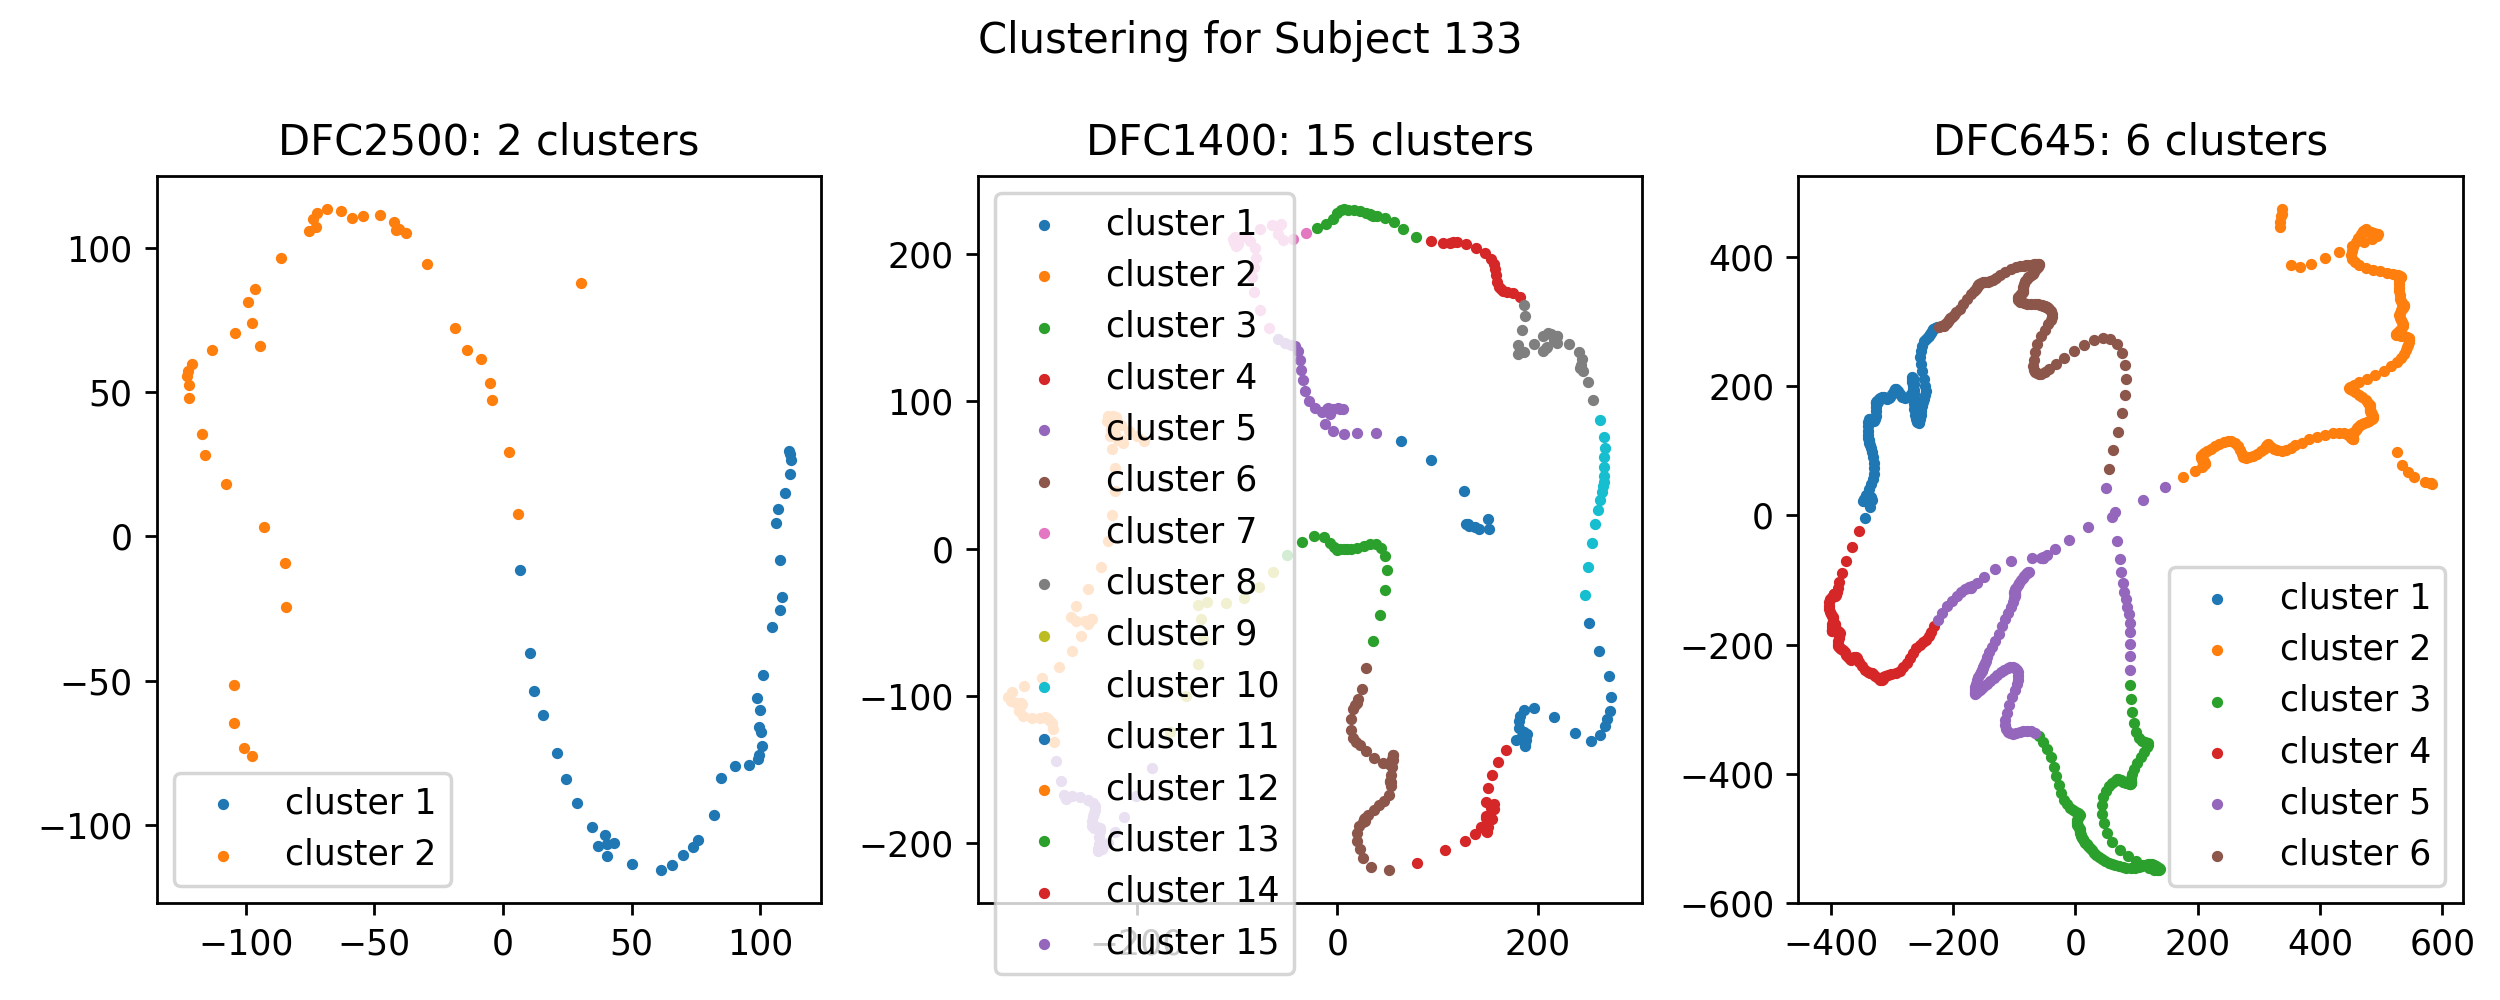 Clustering for Subject 133
DFC2500: 2 clusters
100
50
0
−50
−100
−100 −50 0 50 100
cluster 1
cluster 2
DFC1400: 15 clusters
200
100
0
−100
−200
−200 0 200
cluster 1
cluster 2
cluster 3
cluster 4
cluster 5
cluster 6
cluster 7
cluster 8
cluster 9
cluster 10
cluster 11
cluster 12
cluster 13
cluster 14
cluster 15
DFC645: 6 clusters
400
200
0
−200
−400
−600
−400 −200 0 200 400 600
cluster 1
cluster 2
cluster 3
cluster 4
cluster 5
cluster 6